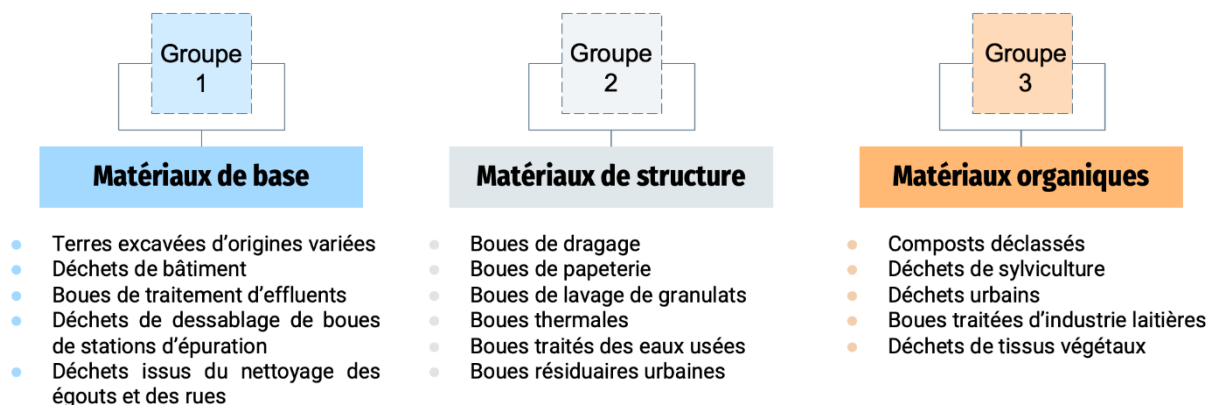 Groupe
1
Matériaux de base
Terres excavées d'origines variées
Déchets de bâtiment
Boues de traitement d'effluents
Déchets de dessablage de boues
de stations d'épuration
Déchets issus du nettoyage des
égouts et des rues
Groupe
2
Matériaux de structure
Boues de dragage
Boues de papeterie
Boues de lavage de granulats
Boues thermales
Boues traités des eaux usées
Boues résiduaires urbaines
Groupe
3
Matériaux organiques
Composts déclassés
Déchets de sylviculture
Déchets urbains
Boues traitées d'industrie laitières
Déchets de tissus végétaux